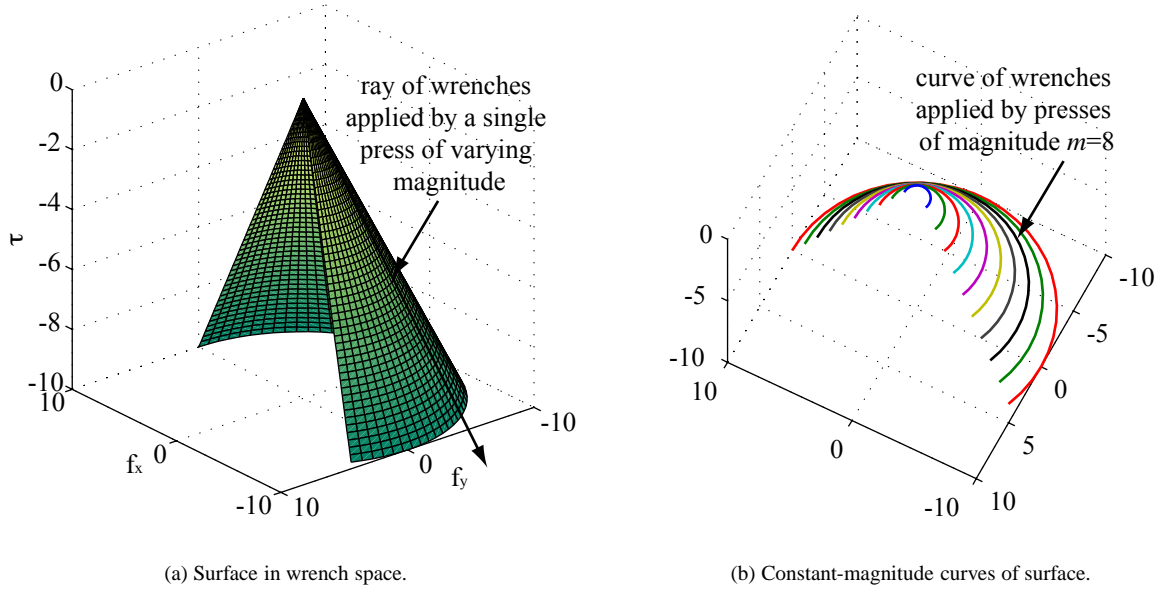 0
-2
-4
-6
-8
-10
τ
10
0
-10
fx
10
0
-10
fy
ray of wrenches
applied by a single
press of varying
magnitude
(a) Surface in wrench space.
curve of wrenches
applied by presses
of magnitude m=8
0
-5
-10
10
0
-10
10
5
0
-5
-10
(b) Constant-magnitude curves of surface.